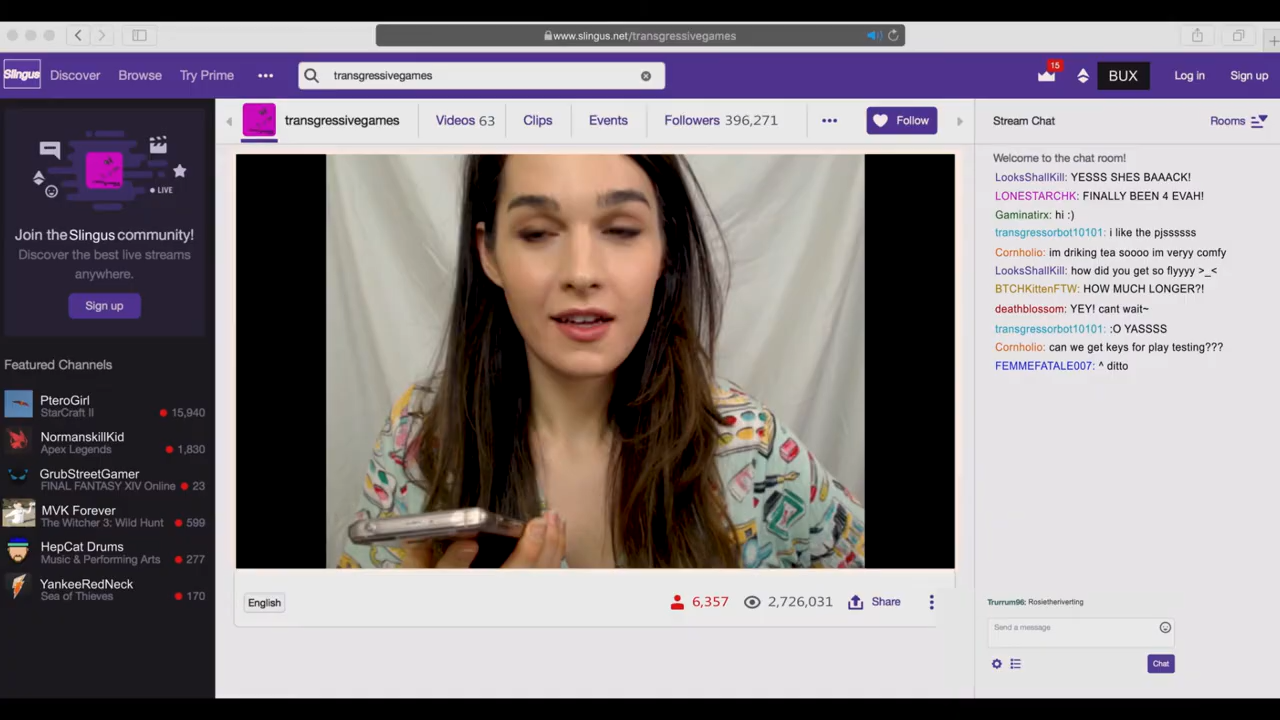 www.slingus.net/transgressivegames
Slingus
Discover
Browse
Try Prime
transgressivegames
15
BUX
Log in
Sign up
transgressivegames
Videos 63
Clips
Events
Followers 396,271
Follow
Stream Chat
Rooms
LIVE
Join the Slingus community!
Discover the best live streams
anywhere.
Sign up
Featured Channels
PteroGirl
StarCraft II
15,940
NormanskillKid
Apex Legends
1,830
GrubStreetGamer
FINAL FANTASY XIV Online
23
MVK Forever
The Witcher 3: Wild Hunt
599
HepCat Drums
Music & Performing Arts
277
YankeeRedNeck
Sea of Thieves
170
English
6,357
2,726,031
Share
Welcome to the chat room!
LooksShallKill: YESSS SHES BAAACK!
LONESTARCHK: FINALLY BEEN 4 EVAH!
Gaminatirx: hi :)
transgressorbot10101: i like the pjssssss
Cornholio: im driking tea soooo im veryy comfy
LooksShallKill: how did you get so flyyyy >_<
BTCHKittenFTW: HOW MUCH LONGER?!
deathblossom: YEY! cant wait~
transgressorbot10101: :O YASSSS
Cornholio: can we get keys for play testing???
FEMMEFATALE007: ^ ditto
Trurrum96: Rosietheriverting
Send a message
Chat